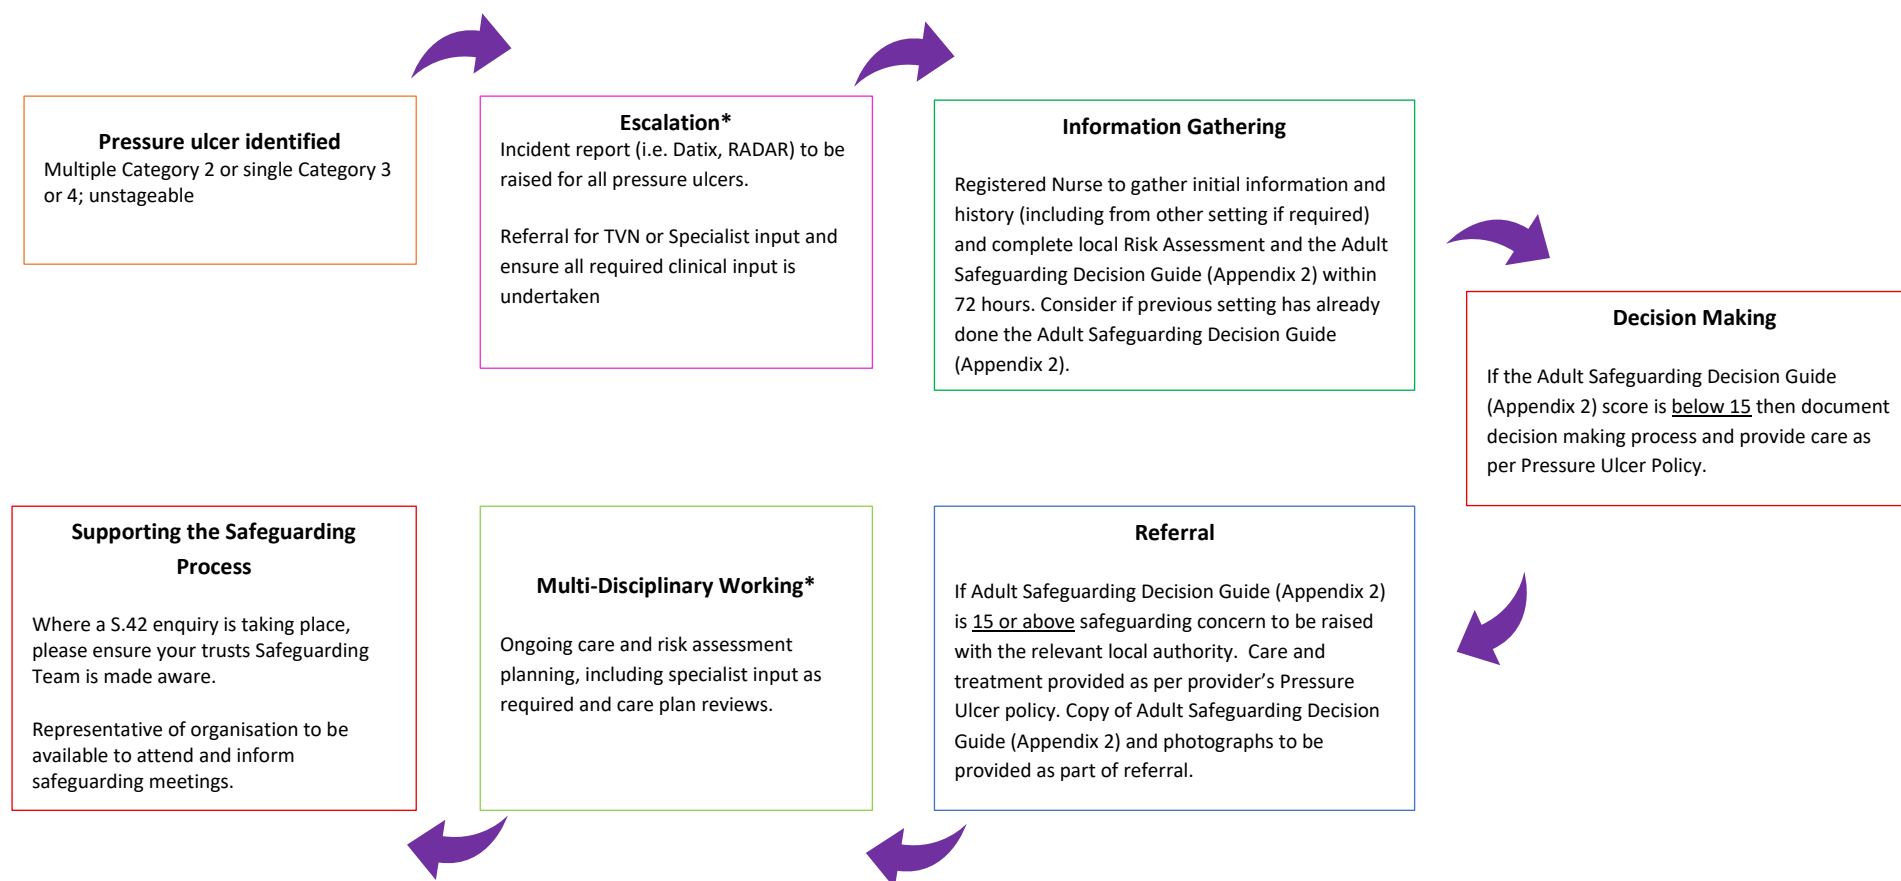 Pressure ulcer identified
Multiple Category 2 or single Category 3
or 4; unstageable
Escalation*
Incident report (i.e. Datix, RADAR) to be
raised for all pressure ulcers.
Referral for TVN or Specialist input and
ensure all required clinical input is
undertaken
Information Gathering
Registered Nurse to gather initial information and
history (including from other setting if required)
and complete local Risk Assessment and the Adult
Safeguarding Decision Guide (Appendix 2) within
72 hours. Consider if previous setting has already
done the Adult Safeguarding Decision Guide
(Appendix 2).
Decision Making
If the Adult Safeguarding Decision Guide
(Appendix 2) score is below 15 then document
decision making process and provide care as
per Pressure Ulcer Policy.
Referral
If Adult Safeguarding Decision Guide (Appendix 2)
is 15 or above safeguarding concern to be raised
with the relevant local authority.  Care and
treatment provided as per provider’s Pressure
Ulcer policy. Copy of Adult Safeguarding Decision
Guide (Appendix 2) and photographs to be
provided as part of referral.
Multi-Disciplinary Working*
Ongoing care and risk assessment
planning, including specialist input as
required and care plan reviews.
Supporting the Safeguarding
Process
Where a S.42 enquiry is taking place,
please ensure your trusts Safeguarding
Team is made aware.
Representative of organisation to be
available to attend and inform
safeguarding meetings.